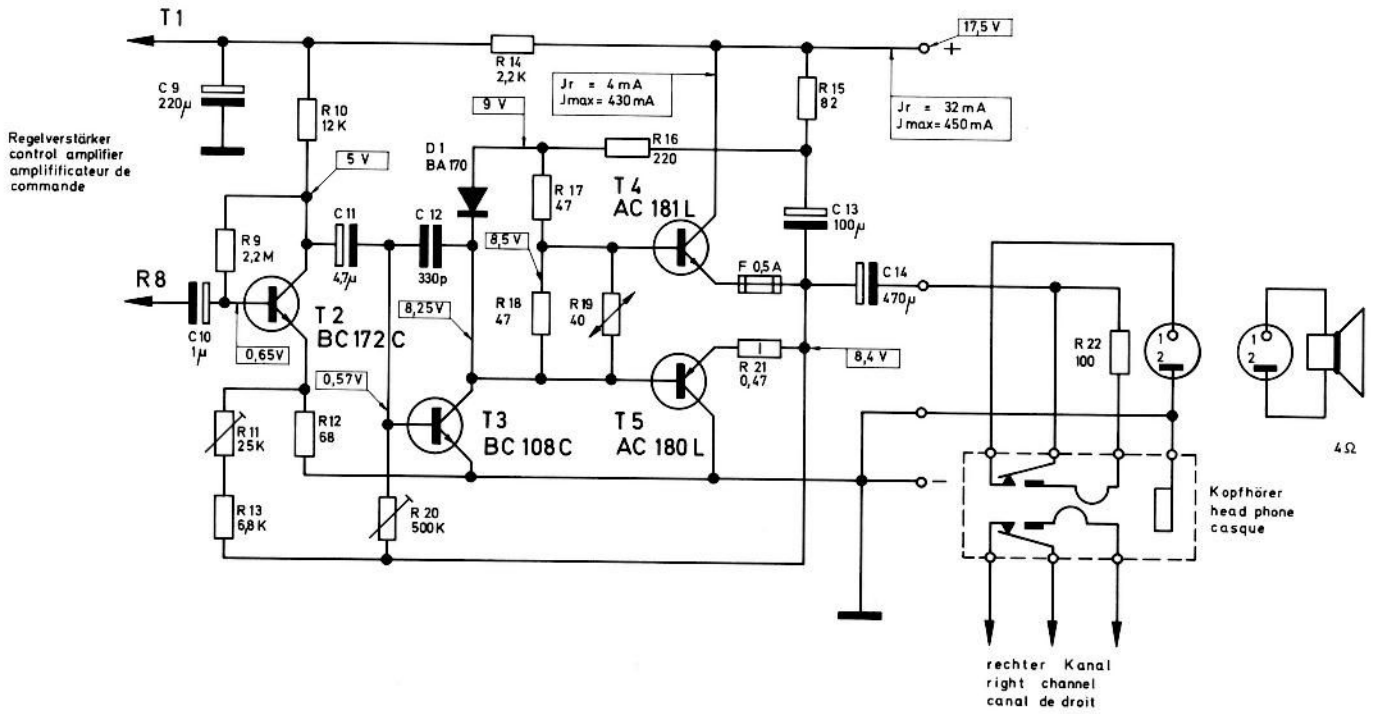 T 1
17,5 V
+
C 9
220µ
R 10
12 K
R 14
2,2 K
Jr = 4 mA
Jmax = 430 mA
R 15
82
Jr = 32 mA
Jmax = 450 mA
Regelverstärker
control amplifier
amplifificateur de
commande
5 V
9 V
D 1
BA 170
R 16
220
R 17
47
T 4
AC 181 L
C 13
100µ
R 9
2,2 M
C 11
4,7µ
C 12
330p
8,5 V
F 0,5 A
C 14
470µ
R8
C 10
1µ
T 2
BC 172 C
0,65V
8,25V
R 18
47
R 19
40
R 21
0,47
8,4 V
R 22
100
1
2
1
2
4Ω
0,57V
R 11
25K
R 12
68
T3
BC 108 C
T 5
AC 180 L
R 13
6,8 K
R 20
500 K
−
Kopfhörer
head phone
casque
rechter Kanal
right channel
canal de droit